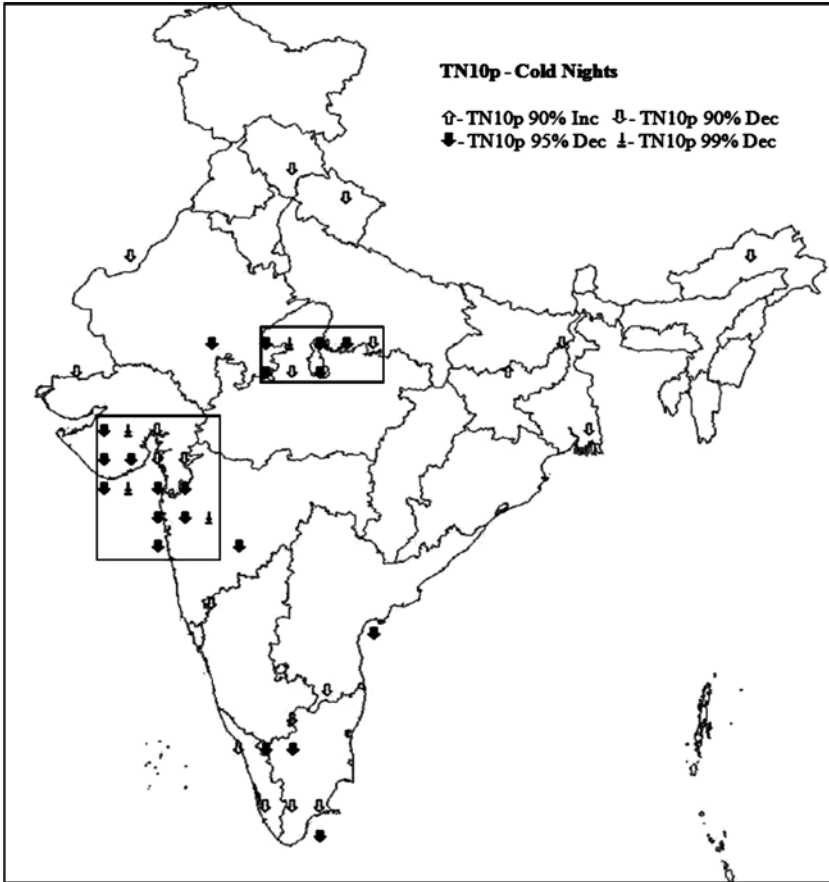 TN10p - Cold Nights
⇧- TN10p 90% Inc ⇩- TN10p 90% Dec
🡇- TN10p 95% Dec ⤓- TN10p 99% Dec